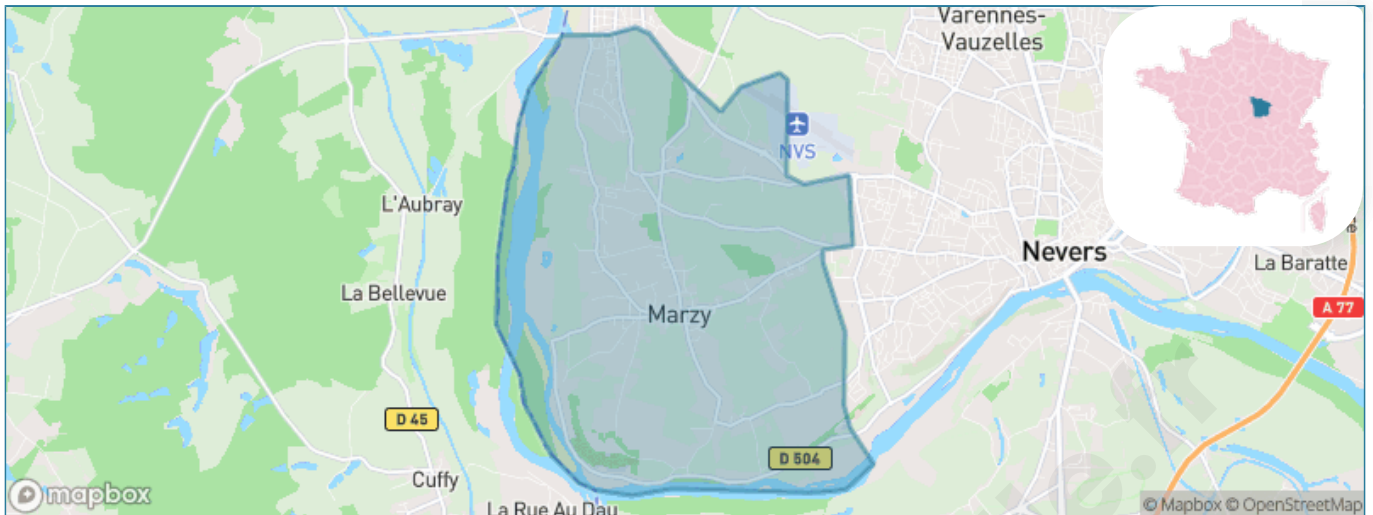 Varennes-
Vauzelles
NVS
L'Aubray
Nevers
La Baratte
La Bellevue
A 77
Marzy
D 45
D 504
Cuffy
La Rue Au Dau
mapbox
© Mapbox © OpenStreetMap